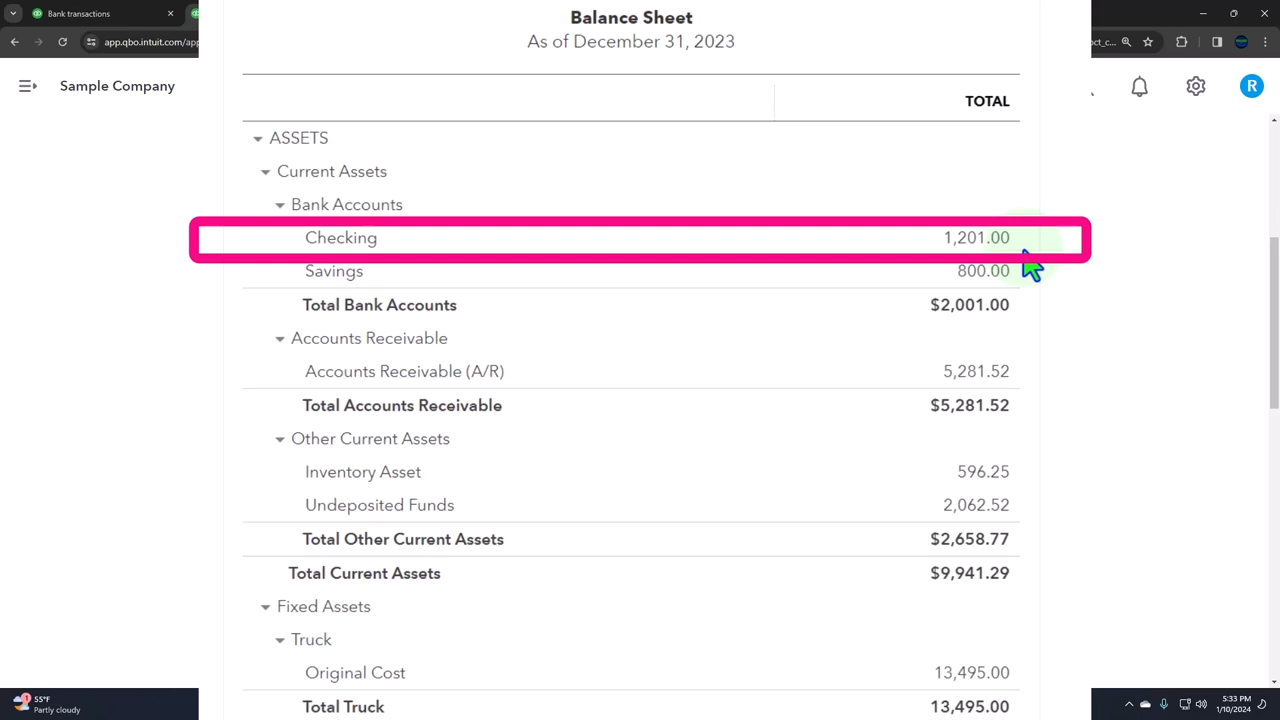 Bank transactions
app.qbo.intuit.com/app
Sample Company
R
Balance Sheet
As of December 31, 2023
TOTAL
ASSETS
Current Assets
Bank Accounts
Checking 1,201.00
Savings 800.00
Total Bank Accounts $2,001.00
Accounts Receivable
Accounts Receivable (A/R) 5,281.52
Total Accounts Receivable $5,281.52
Other Current Assets
Inventory Asset 596.25
Undeposited Funds 2,062.52
Total Other Current Assets $2,658.77
Total Current Assets $9,941.29
Fixed Assets
Truck
Original Cost 13,495.00
Total Truck 13,495.00
1
55°F
Partly cloudy
5:33 PM
1/10/2024